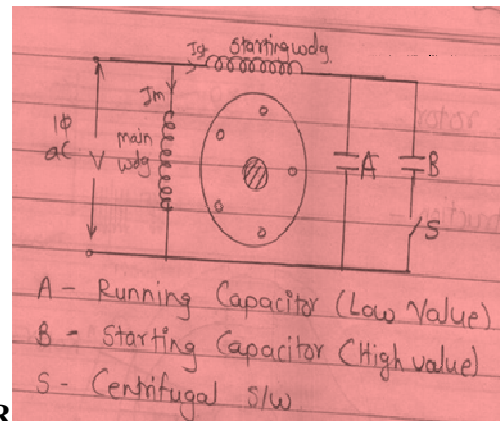 Starting wdg.
Ist
Im
1ϕ
ac
V
main
wdg
A
B
S
A - Running Capacitor (Low Value)
B - Starting Capacitor (High value)
S - Centrifugal S/W
R